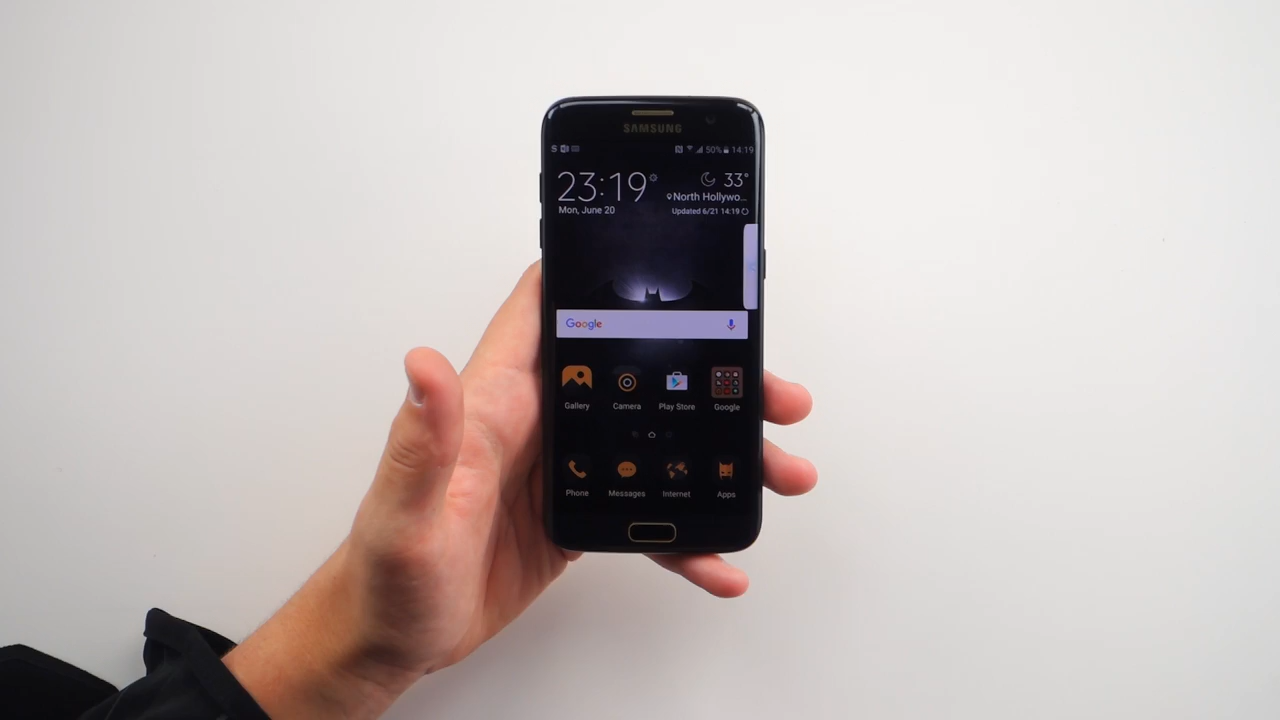 SAMSUNG
S 50% 14:19
23:19 33°
North Hollywo...
Mon, June 20 Updated 6/21 14:19
Google
Gallery Camera Play Store Google
Phone Messages Internet Apps